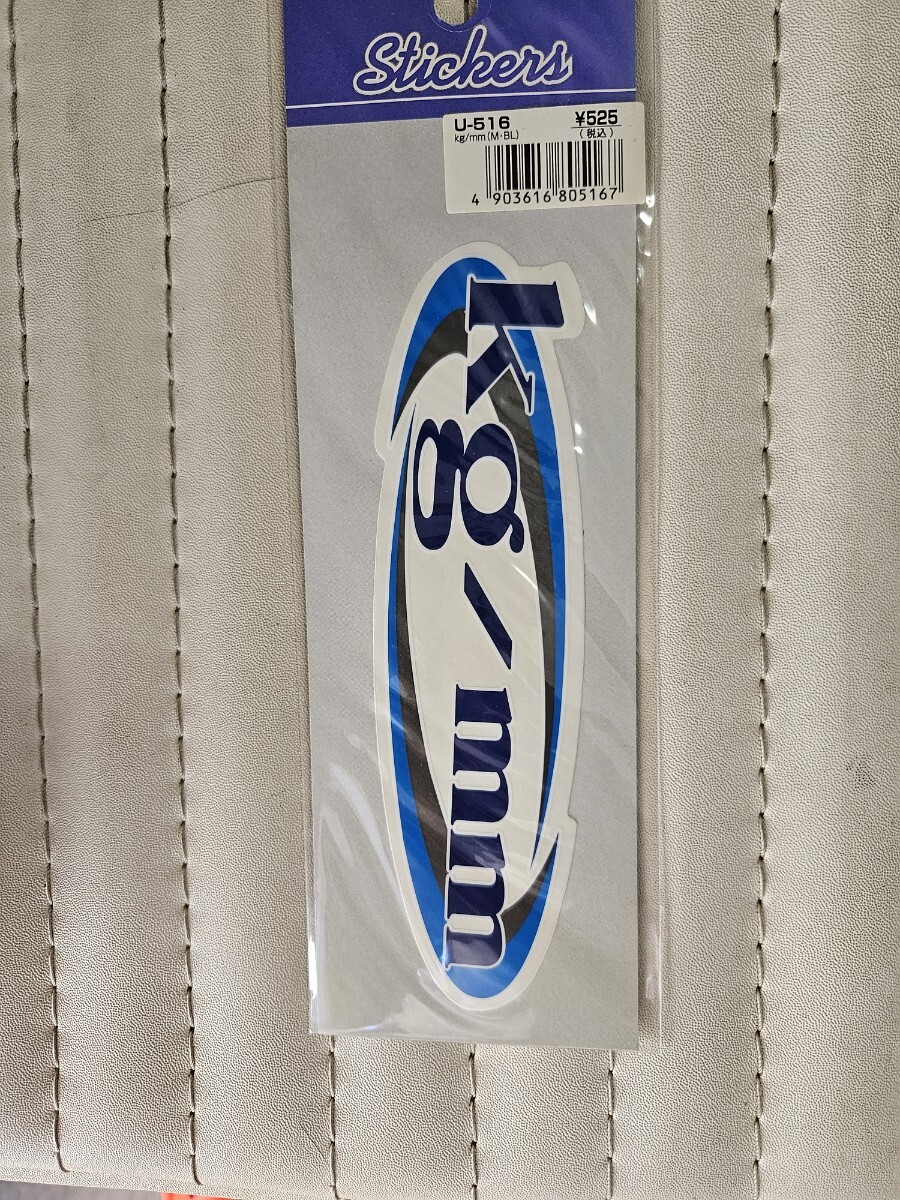 Stickers
U-516 ¥525
kg/mm(M・BL) (税込)
4 903616 805167
kg/mm